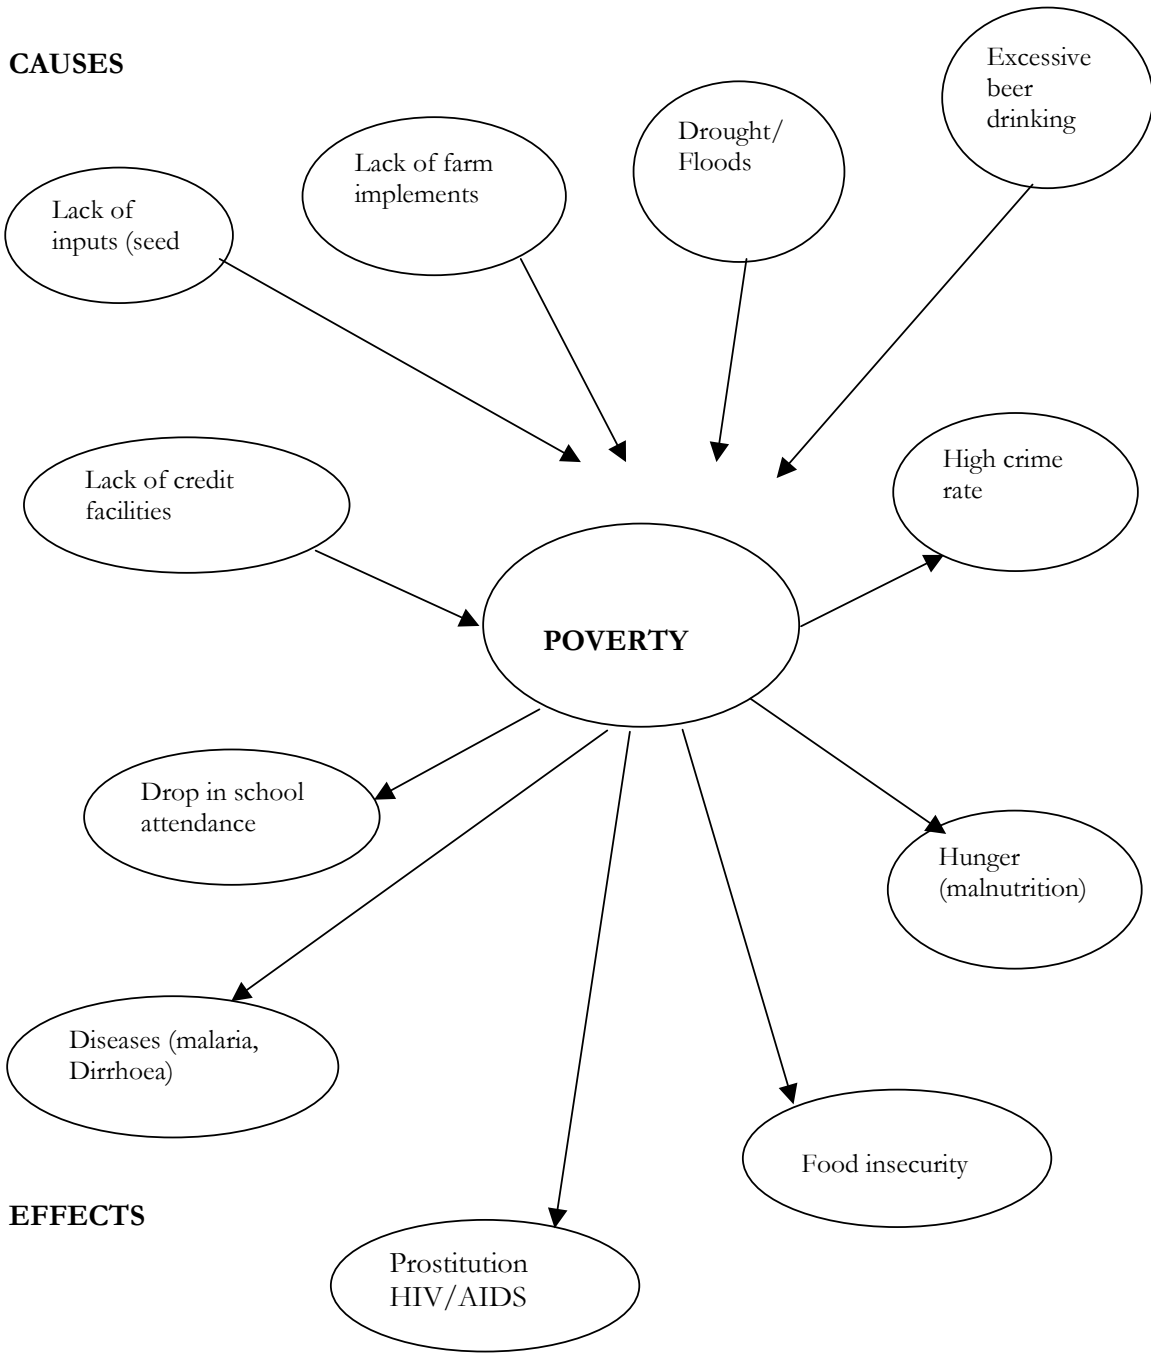 CAUSES
Excessive
beer
drinking
Drought/
Floods
Lack of farm
implements
Lack of
inputs (seed
High crime
rate
Lack of credit
facilities
POVERTY
Drop in school
attendance
Hunger
(malnutrition)
Diseases (malaria,
Dirrhoea)
Food insecurity
EFFECTS
Prostitution
HIV/AIDS